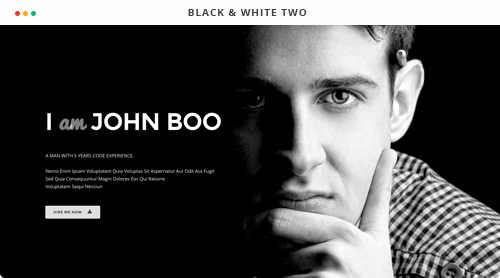 BLACK & WHITE TWO
I am JOHN BOO
A MAN WITH 5 YEARS CODE EXPERIENCE.
Nemo Enim Ipsam Voluptatem Quia Voluptas Sit Aspernatur Aut Odit Aut Fugit
Sed Quia Consequuntur Magni Dolores Eos Qui Ratione
Voluptatem Sequi Nesciun
HIRE ME NOW